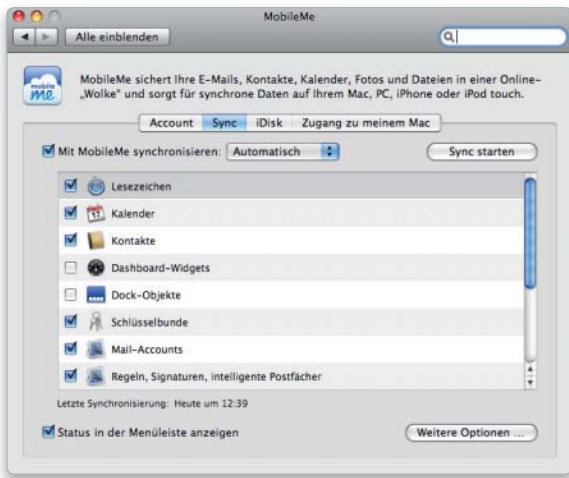 MobileMe
Alle einblenden
mobile
me
MobileMe sichert Ihre E-Mails, Kontakte, Kalender, Fotos und Dateien in einer Online-
„Wolke“ und sorgt für synchrone Daten auf Ihrem Mac, PC, iPhone oder iPod touch.
Account Sync iDisk Zugang zu meinem Mac
Mit MobileMe synchronisieren: Automatisch Sync starten
Lesezeichen
17 Kalender
Kontakte
Dashboard-Widgets
Dock-Objekte
Schlüsselbunde
Mail-Accounts
Regeln, Signaturen, intelligente Postfächer
Letzte Synchronisierung: Heute um 12:39
Status in der Menüleiste anzeigen Weitere Optionen ...